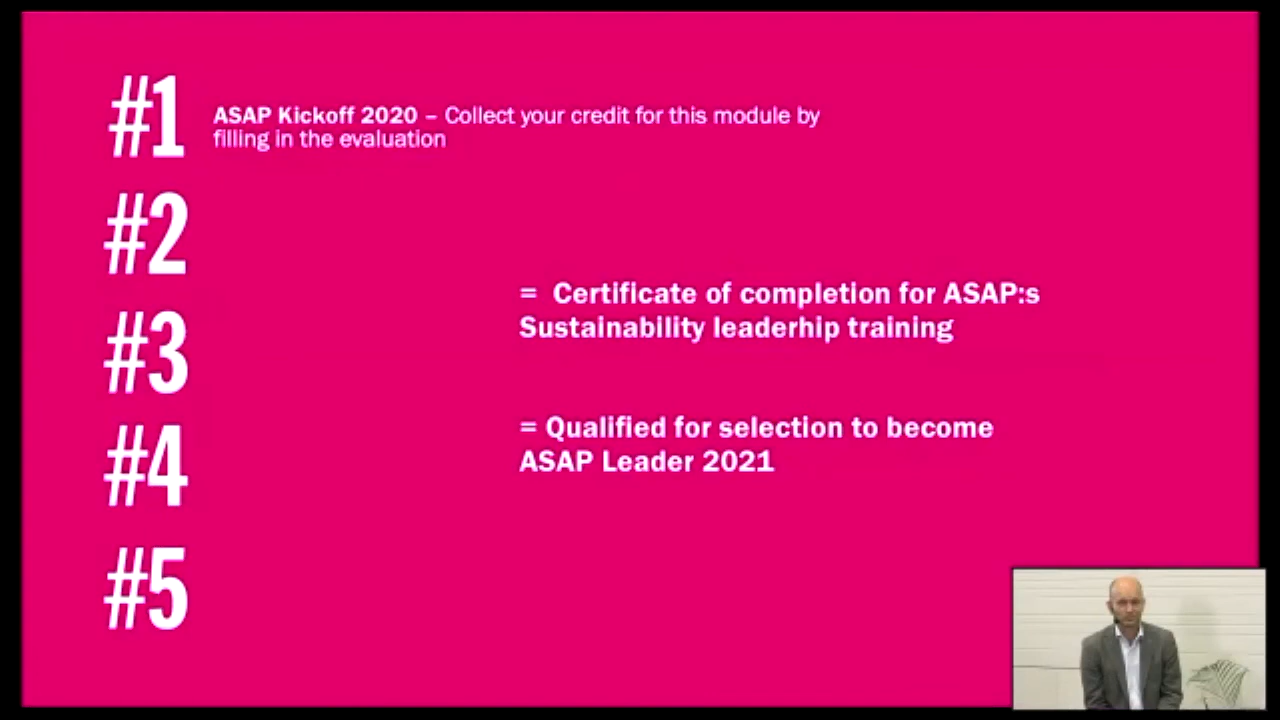 #1
ASAP Kickoff 2020 – Collect your credit for this module by
filling in the evaluation
#2
= Certificate of completion for ASAP:s
Sustainability leaderhip training
#3
= Qualified for selection to become
ASAP Leader 2021
#4
#5